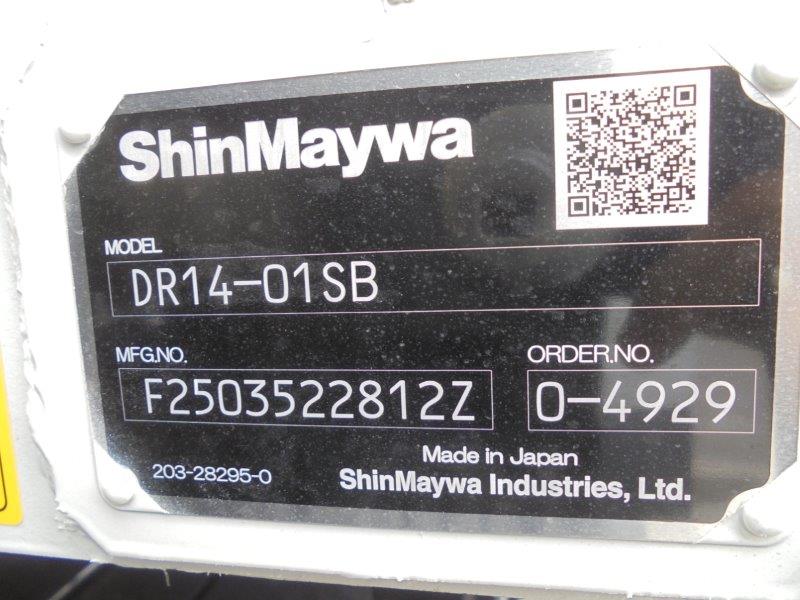 ShinMaywa
MODEL
DR14-01SB
MFG.NO. ORDER.NO.
F2503522812Z 0-4929
Made in Japan
203-28295-0 ShinMaywa Industries, Ltd.